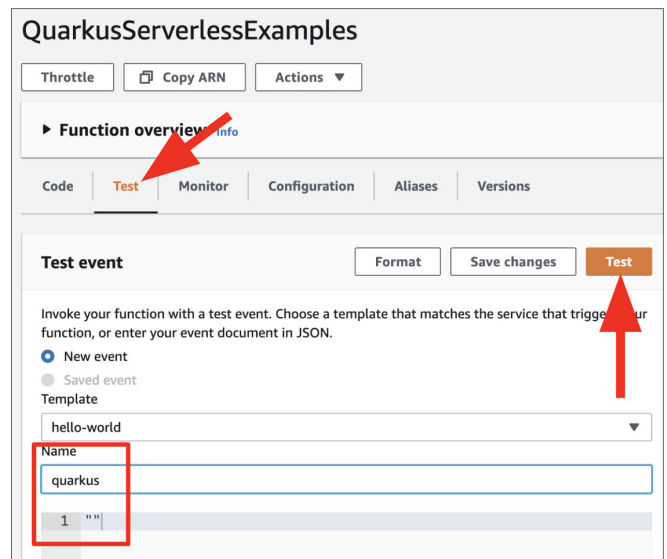 QuarkusServerlessExamples
Throttle Copy ARN Actions
Function overview Info
Code Test Monitor Configuration Aliases Versions
Test event Format Save changes Test
Invoke your function with a test event. Choose a template that matches the service that
function, or enter your event document in JSON.
New event
Saved event
Template
hello-world
Name
quarkus
1 ""